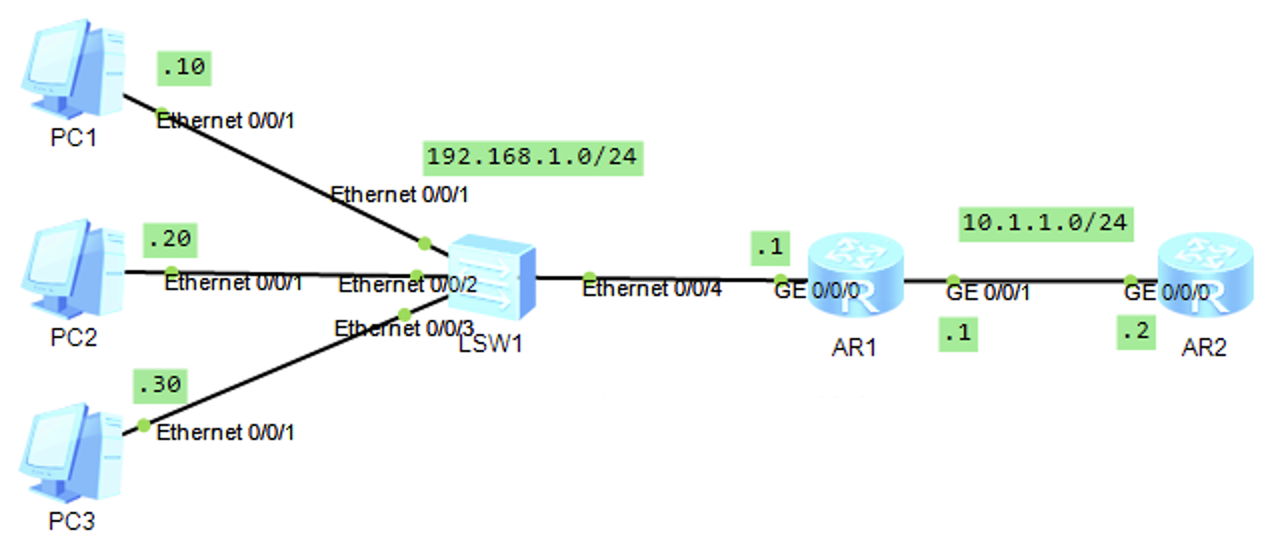 .10
Ethernet 0/0/1
PC1
192.168.1.0/24
Ethernet 0/0/1
.20
Ethernet 0/0/1
Ethernet 0/0/2
PC2
Ethernet 0/0/3
LSW1
Ethernet 0/0/4
.1
GE 0/0/0
AR1
10.1.1.0/24
GE 0/0/1
.1
GE 0/0/0
.2
AR2
.30
Ethernet 0/0/1
PC3